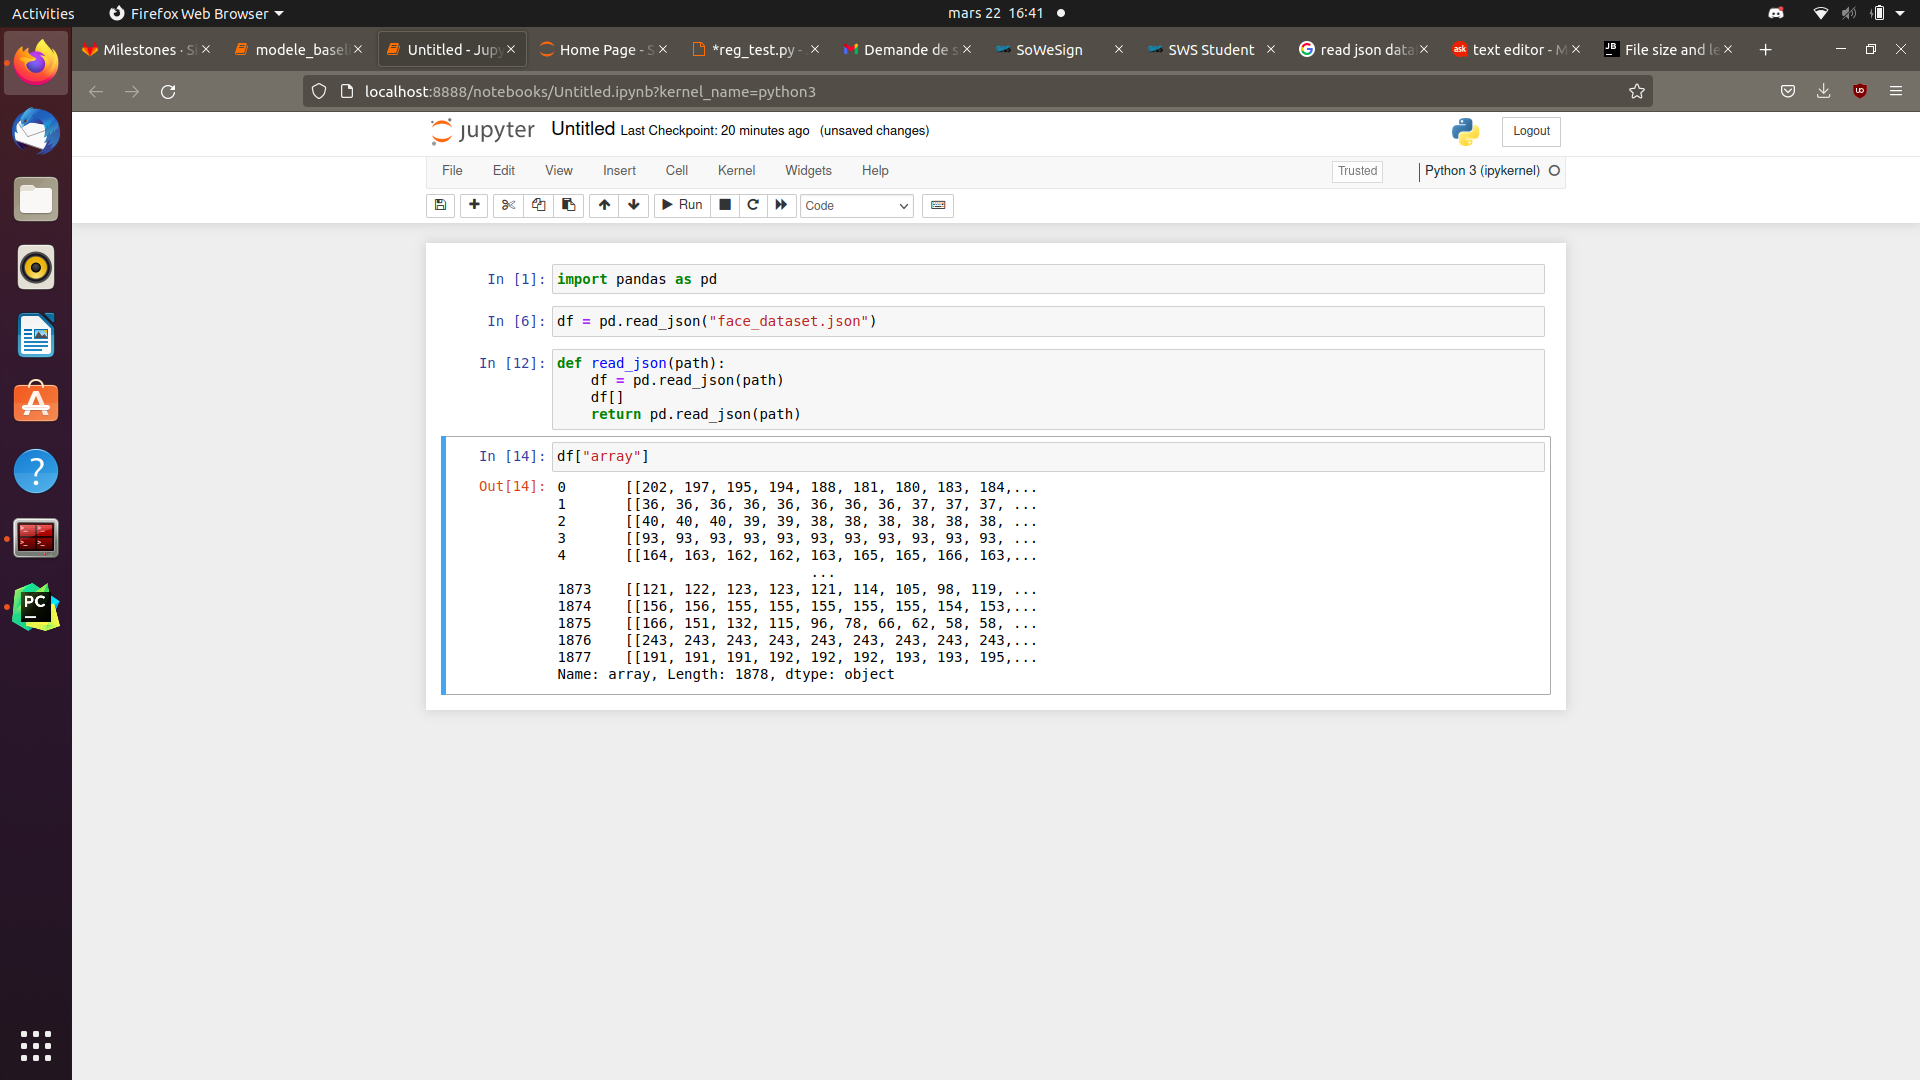 Activities
Firefox Web Browser
mars 22 16:41
Milestones · Si
modele_baseli
Untitled - Jupy
Home Page - S
*reg_test.py -
Demande de s
SoWeSign
SWS Student
read json data
ask
text editor - M
JB
File size and le
localhost:8888/notebooks/Untitled.ipynb?kernel_name=python3
jupyter
Untitled Last Checkpoint: 20 minutes ago (unsaved changes)
Logout
File Edit View Insert Cell Kernel Widgets Help
Trusted
Python 3 (ipykernel)
Run
Code
In [1]: import pandas as pd
In [6]: df = pd.read_json("face_dataset.json")
In [12]: def read_json(path):
df = pd.read_json(path)
df[]
return pd.read_json(path)
In [14]: df["array"]
Out[14]: 0 [[202, 197, 195, 194, 188, 181, 180, 183, 184,...
1 [[36, 36, 36, 36, 36, 36, 36, 36, 37, 37, 37, ...
2 [[40, 40, 40, 39, 39, 38, 38, 38, 38, 38, 38, ...
3 [[93, 93, 93, 93, 93, 93, 93, 93, 93, 93, 93, ...
4 [[164, 163, 162, 162, 163, 165, 165, 166, 163,...
...
1873 [[121, 122, 123, 123, 121, 114, 105, 98, 119, ...
1874 [[156, 156, 155, 155, 155, 155, 155, 154, 153,...
1875 [[166, 151, 132, 115, 96, 78, 66, 62, 58, 58, ...
1876 [[243, 243, 243, 243, 243, 243, 243, 243, 243,...
1877 [[191, 191, 191, 192, 192, 192, 193, 193, 195,...
Name: array, Length: 1878, dtype: object
PC